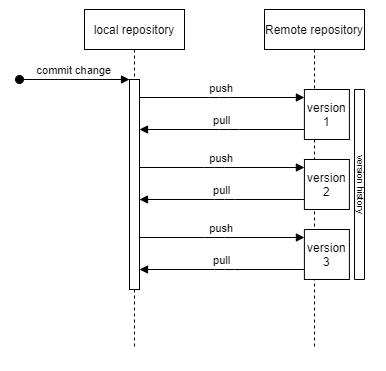 local repository
Remote repository
commit change
push
version
1
pull
push
version
2
pull
push
version
3
pull
version history